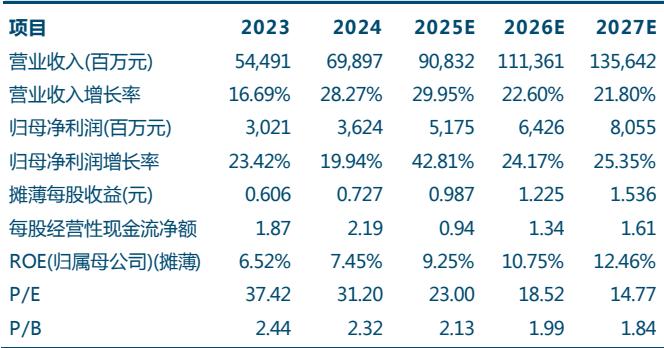 项目 2023 2024 2025E 2026E 2027E
营业收入(百万元) 54,491 69,897 90,832 111,361 135,642
营业收入增长率 16.69% 28.27% 29.95% 22.60% 21.80%
归母净利润(百万元) 3,021 3,624 5,175 6,426 8,055
归母净利润增长率 23.42% 19.94% 42.81% 24.17% 25.35%
摊薄每股收益(元) 0.606 0.727 0.987 1.225 1.536
每股经营性现金流净额 1.87 2.19 0.94 1.34 1.61
ROE(归属母公司)(摊薄) 6.52% 7.45% 9.25% 10.75% 12.46%
P/E 37.42 31.20 23.00 18.52 14.77
P/B 2.44 2.32 2.13 1.99 1.84